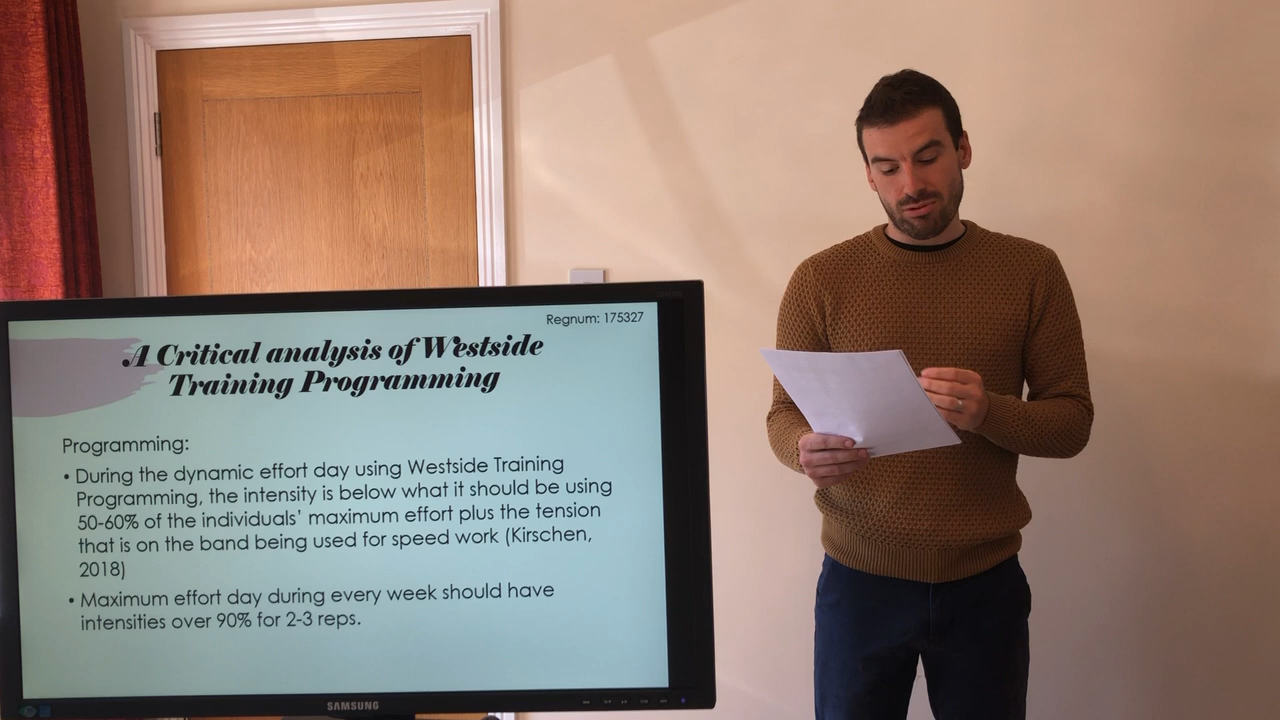 Regnum: 175327
A Critical analysis of Westside
Training Programming
Programming:
• During the dynamic effort day using Westside Training
Programming, the intensity is below what it should be using
50-60% of the individuals’ maximum effort plus the tension
that is on the band being used for speed work (Kirschen,
2018)
• Maximum effort day during every week should have
intensities over 90% for 2-3 reps.
SAMSUNG